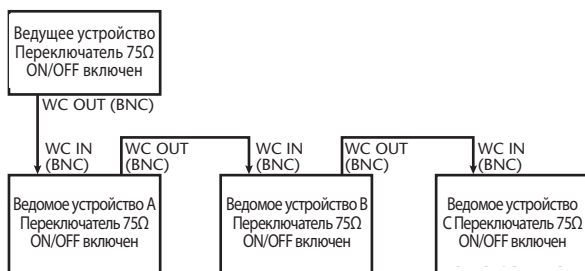 Ведущее устройство
Переключатель 75Ω
ON/OFF включен
WC OUT (BNC)
WC IN
(BNC)
WC OUT
(BNC)
WC IN
(BNC)
WC OUT
(BNC)
WC IN
(BNC)
Ведомое устройство A
Переключатель 75Ω
ON/OFF включен
Ведомое устройство B
Переключатель 75Ω
ON/OFF включен
Ведомое устройство
C Переключатель 75Ω
ON/OFF включен